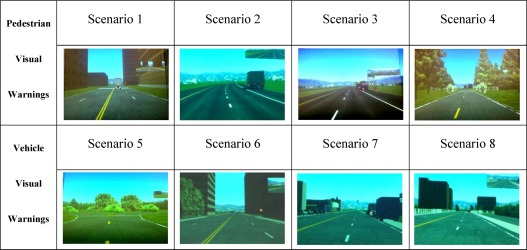 Pedestrian
Visual
Warnings
Scenario 1
Scenario 2
Scenario 3
Scenario 4
Vehicle
Visual
Warnings
Scenario 5
Scenario 6
Scenario 7
Scenario 8